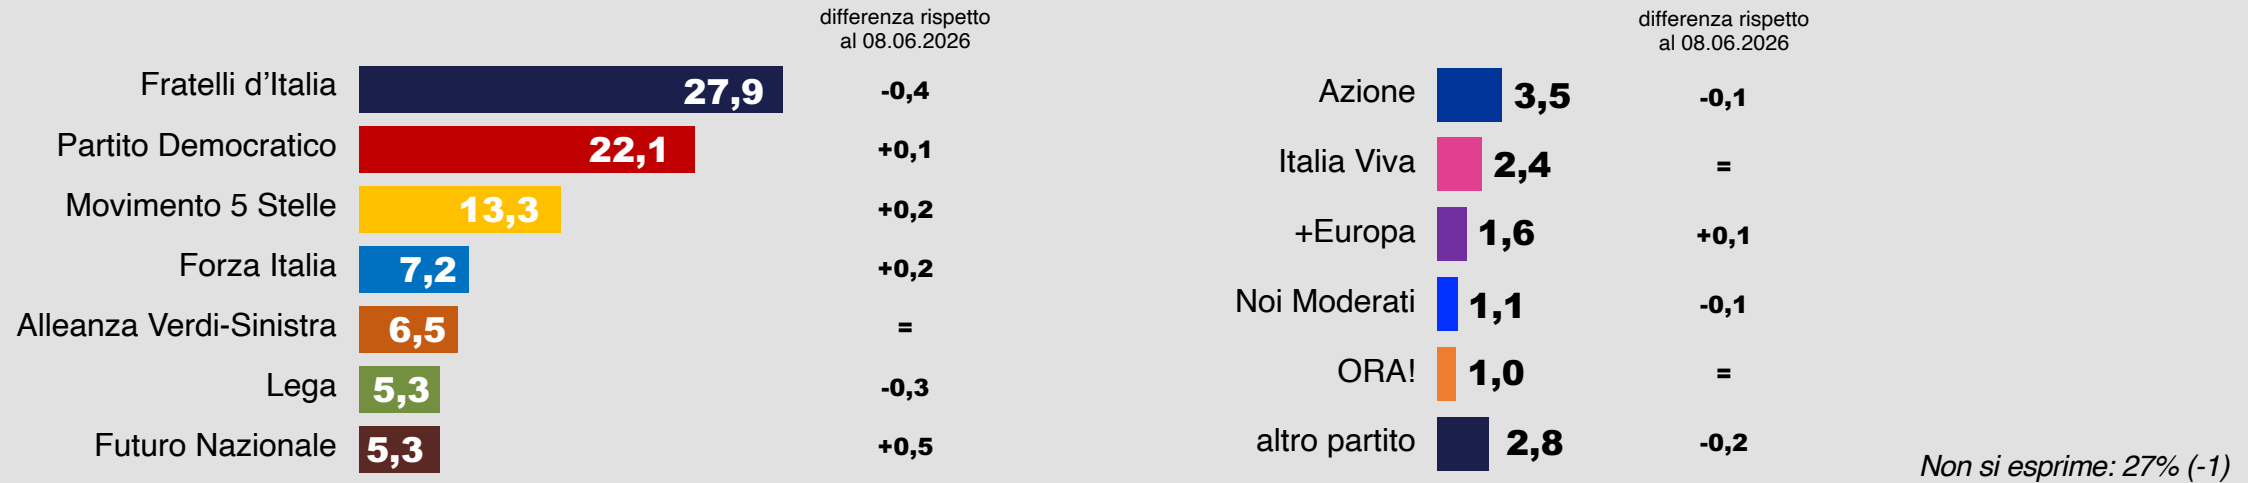 differenza rispetto
al 08.06.2026
Fratelli d’Italia 27,9 -0,4
Partito Democratico 22,1 +0,1
Movimento 5 Stelle 13,3 +0,2
Forza Italia 7,2 +0,2
Alleanza Verdi-Sinistra 6,5 =
Lega 5,3 -0,3
Futuro Nazionale 5,3 +0,5
differenza rispetto
al 08.06.2026
Azione 3,5 -0,1
Italia Viva 2,4 =
+Europa 1,6 +0,1
Noi Moderati 1,1 -0,1
ORA! 1,0 =
altro partito 2,8 -0,2
Non si esprime: 27% (-1)